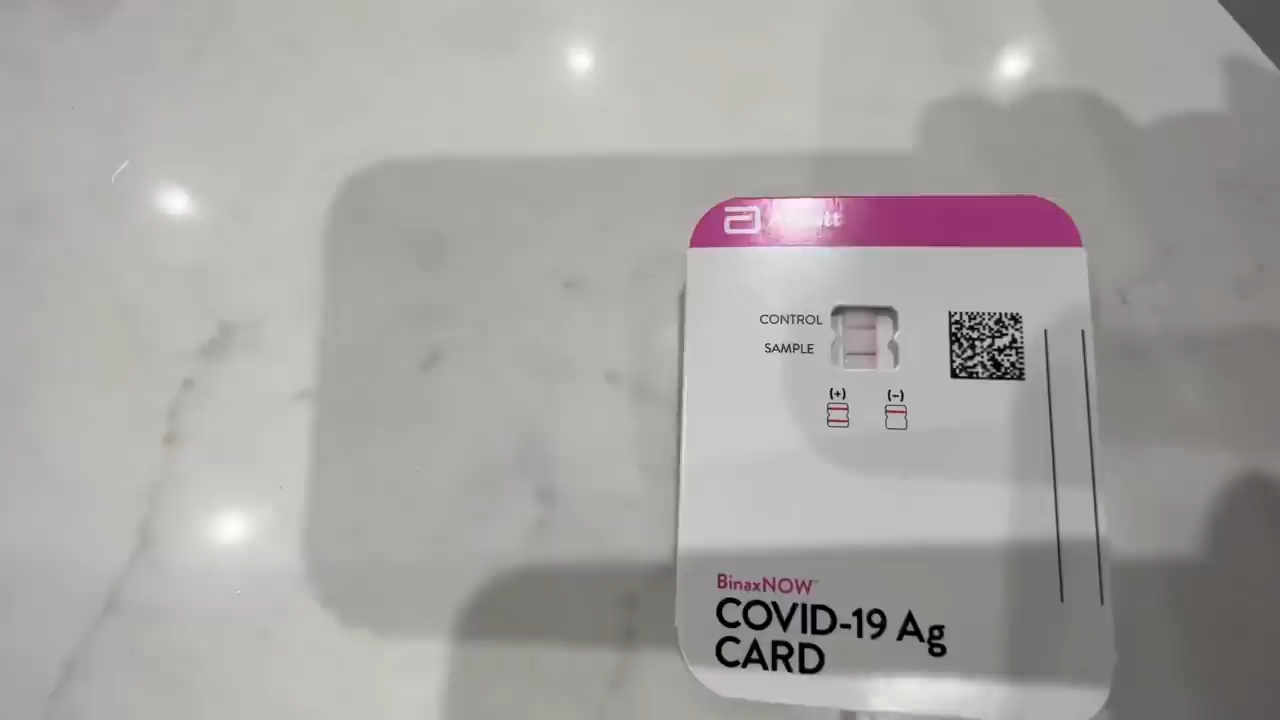 CONTROL
SAMPLE
(+) (-)
BinaxNOW™
COVID-19 Ag
CARD